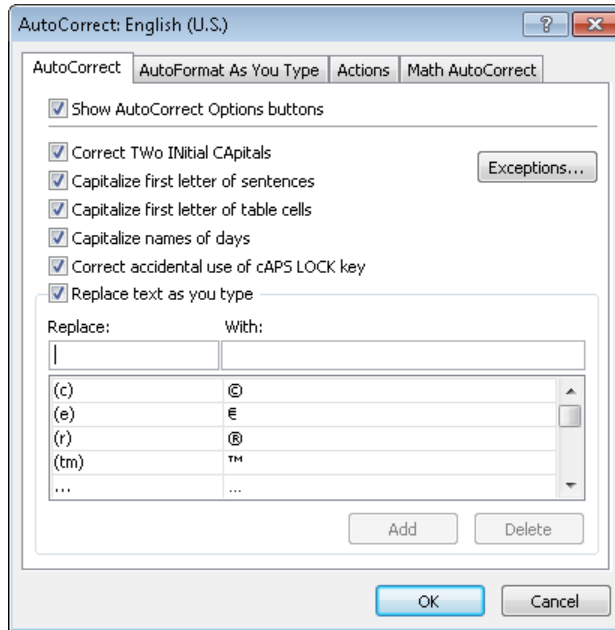 AutoCorrect: English (U.S.)
AutoCorrect AutoFormat As You Type Actions Math AutoCorrect
Show AutoCorrect Options buttons
Correct TWo INitial CApitals
Exceptions...
Capitalize first letter of sentences
Capitalize first letter of table cells
Capitalize names of days
Correct accidental use of cAPS LOCK key
Replace text as you type
Replace: With:
(c) ©
(e) €
(r) ®
(tm) ™
... …
Add Delete
OK Cancel